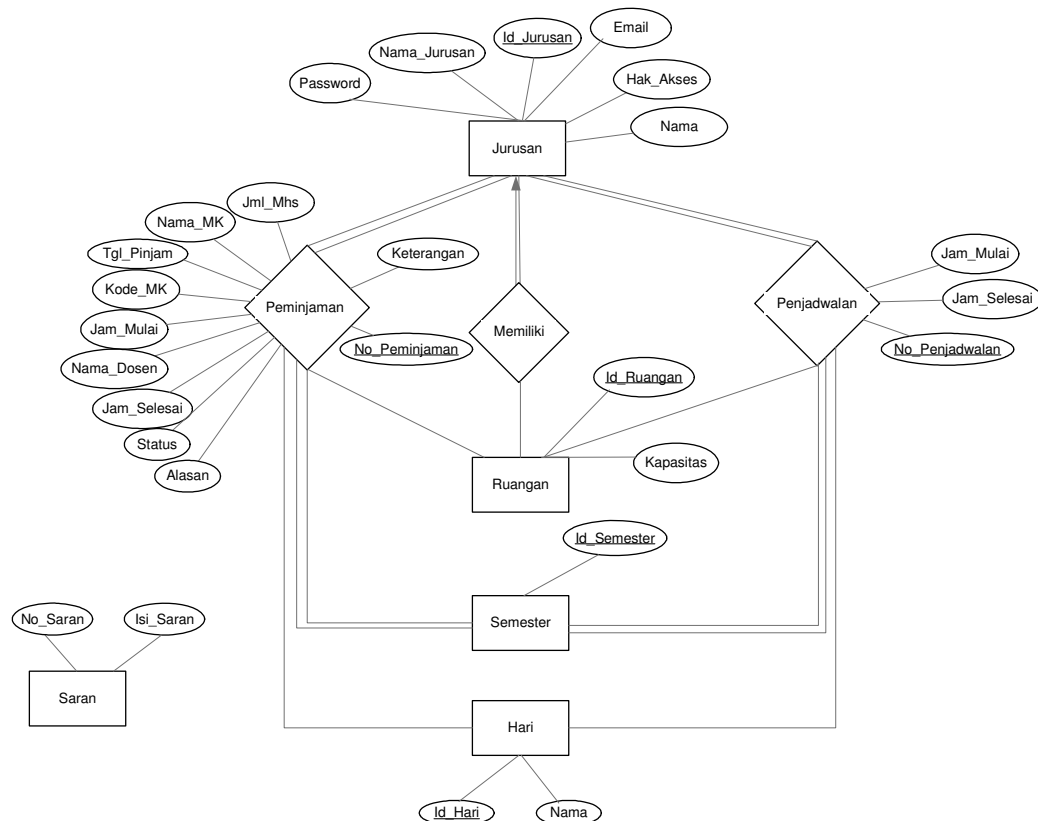 Email
Id_Jurusan
Nama_Jurusan
Password
Hak_Akses
Nama
Jurusan
Jml_Mhs
Nama_MK
Tgl_Pinjam
Keterangan
Kode_MK
Peminjaman
Jam_Mulai
No_Peminjaman
Nama_Dosen
Jam_Selesai
Status
Alasan
Memiliki
Penjadwalan
Jam_Mulai
Jam_Selesai
No_Penjadwalan
Id_Ruangan
Kapasitas
Ruangan
Id_Semester
Semester
No_Saran
Isi_Saran
Saran
Hari
Id_Hari
Nama